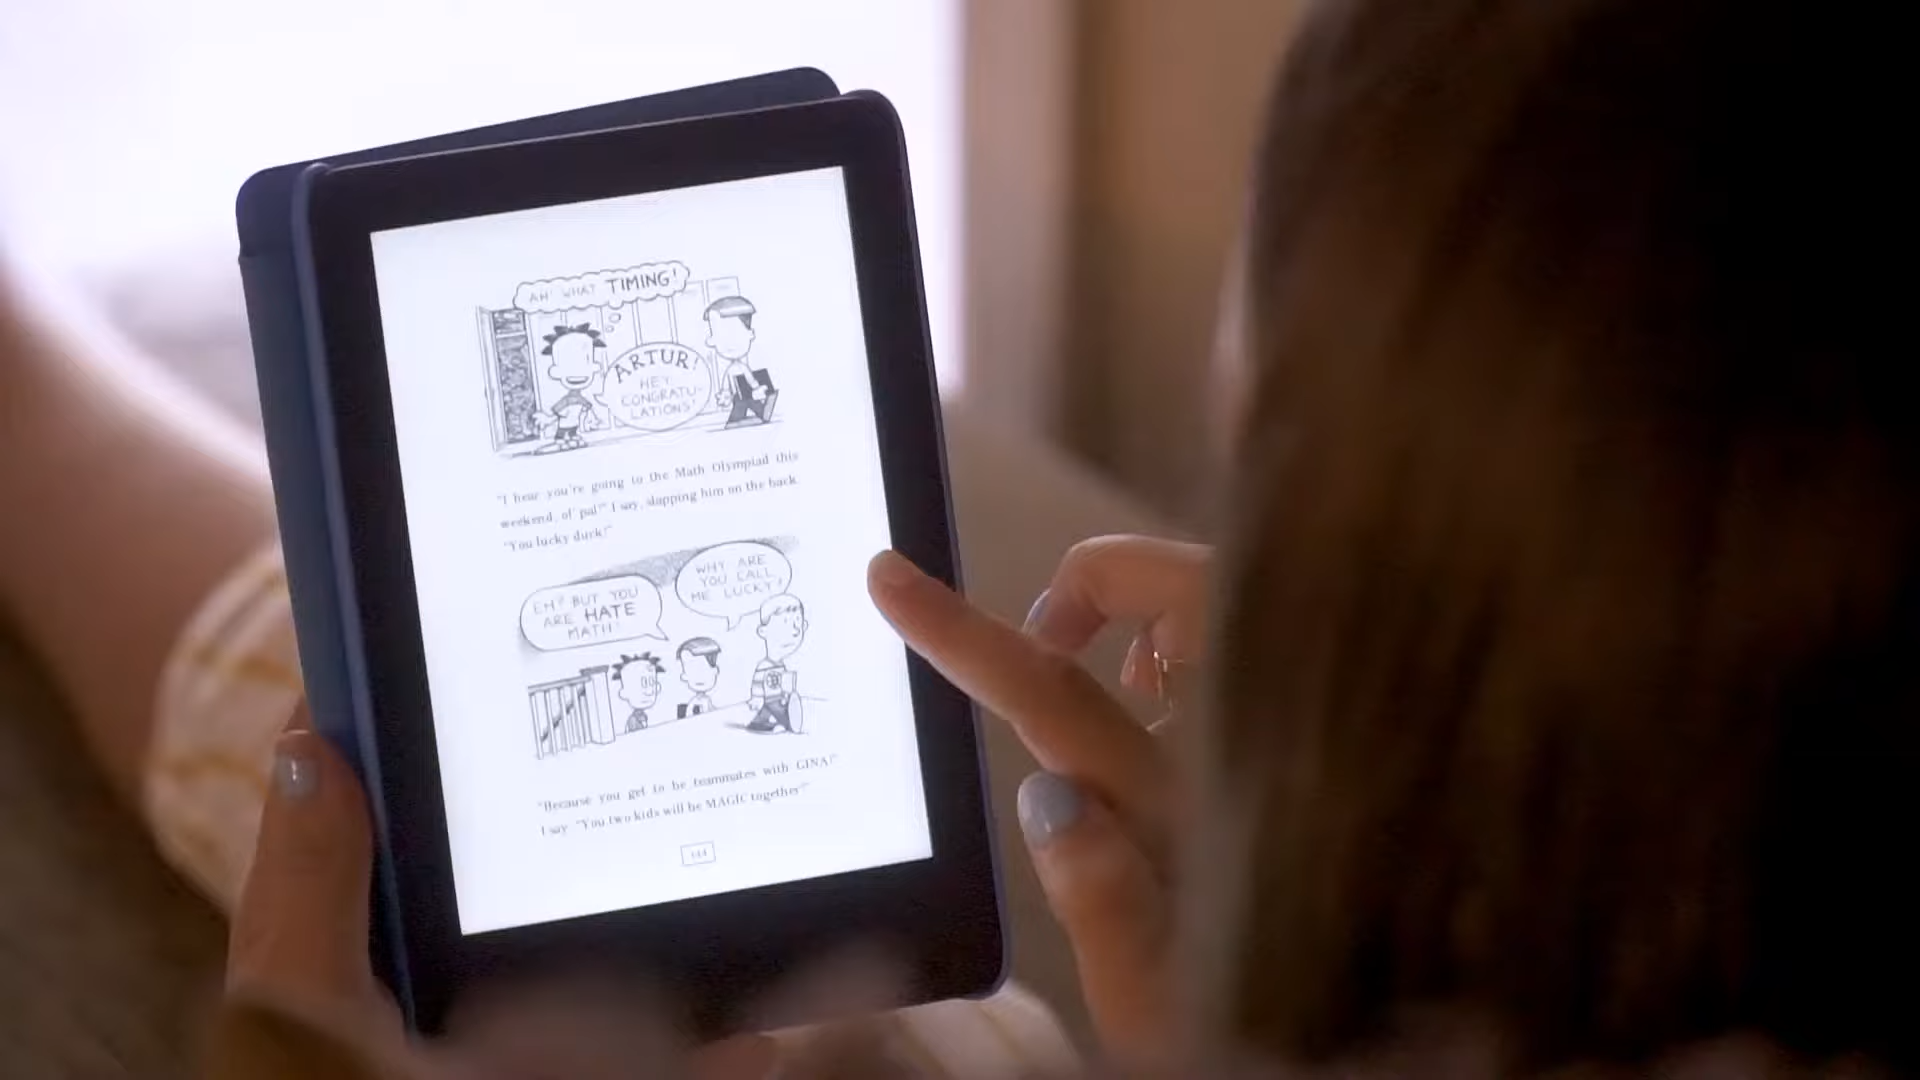 AH! WHAT TIMING!
ARTUR!
HEY,
CONGRATU-
LATIONS!
"I hear you're going to the Math Olympiad this
weekend, ol' pal!" I say, slapping him on the back.
"You lucky duck!"
EH? BUT YOU
ARE HATE
MATH!
WHY ARE
YOU CALL
ME LUCKY?
"Because you get to be teammates with GINA!"
I say. "You two kids will be MAGIC together!"
144